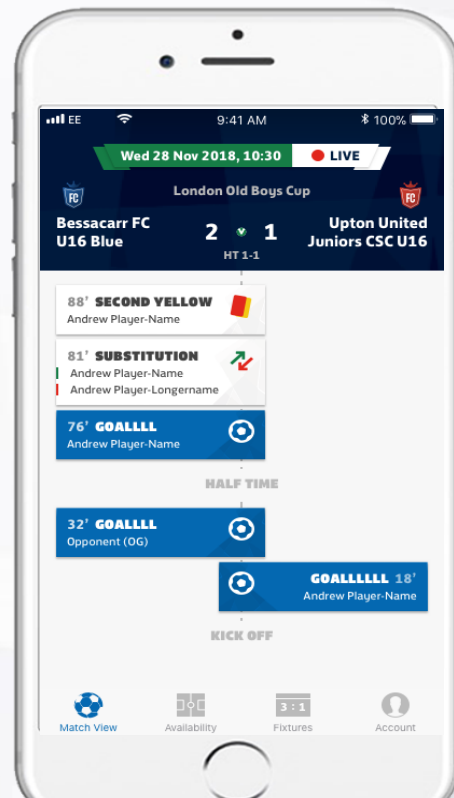 EE 9:41 AM 100%
Wed 28 Nov 2018, 10:30 LIVE
London Old Boys Cup
FC FC
Bessacarr FC
U16 Blue
2 1
Upton United
Juniors CSC U16
HT 1-1
88' SECOND YELLOW
Andrew Player-Name
81' SUBSTITUTION
Andrew Player-Name
Andrew Player-Longername
76' GOALLLL
Andrew Player-Name
HALF TIME
32' GOALLLL
Opponent (OG)
GOALLLLLL 18'
Andrew Player-Name
KICK OFF
3:1
Match View Availability Fixtures Account